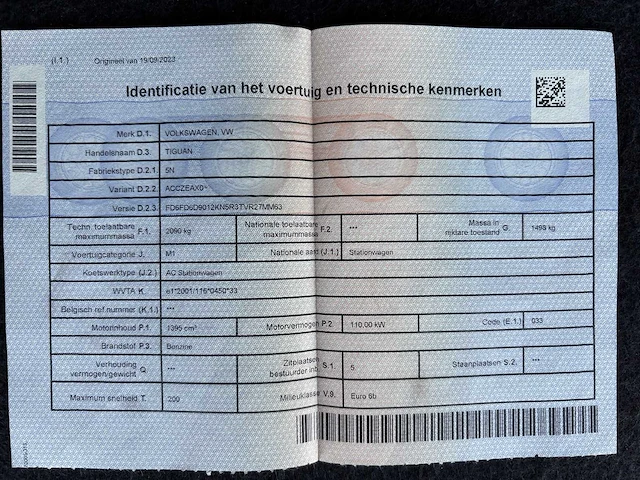 (I.1.) Origineel van 19/09/2023
Identificatie van het voertuig en technische kenmerken
Merk D.1. VOLKSWAGEN, VW
Handelsnaam D.3. TIGUAN
Fabriekstype D.2.1. 5N
Variant D.2.2. ACCZEAX0
Versie D.2.3. FD6FD6D9012KN5R3TVR27MM63
Techn. toelaatbare maximummassa F.1. 2090 kg Nationale toelaatbare maximummassa F.2. *** Massa in rijklare toestand G. 1493 kg
Voertuigcategorie J. M1 Nationale aard (J.1.) Stationwagen
Koetswerktype (J.2.) AC Stationwagen
WVTA K. e1*2001/116*0450*33
Belgisch ref nummer (K.1.) ***
Motorinhoud P.1. 1395 cm³ Motorvermogen P.2. 110,00 kW Code (E.1.) 033
Brandstof P.3. Benzine
Verhouding vermogen/gewicht Q *** Zitplaatsen bestuurder inb. S.1. 5 Staanplaatsen S.2. ***
Maximum snelheid T. 200 Milieuklasse V.9. Euro 6b